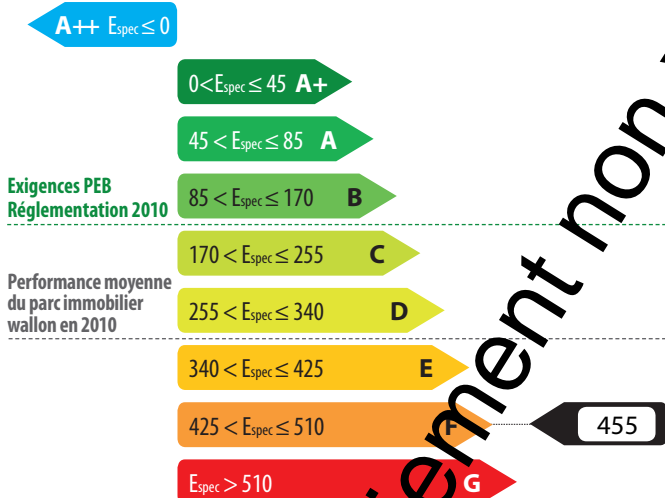 A++ Espec ≤ 0
0<Espec ≤ 45 A+
45 < Espec ≤ 85 A
Exigences PEB
Réglementation 2010
85 < Espec ≤ 170 B
170 < Espec ≤ 255 C
Performance moyenne
du parc immobilier
wallon en 2010
255 < Espec ≤ 340 D
340 < Espec ≤ 425 E
425 < Espec ≤ 510 F
455
Espec > 510 G
ement non